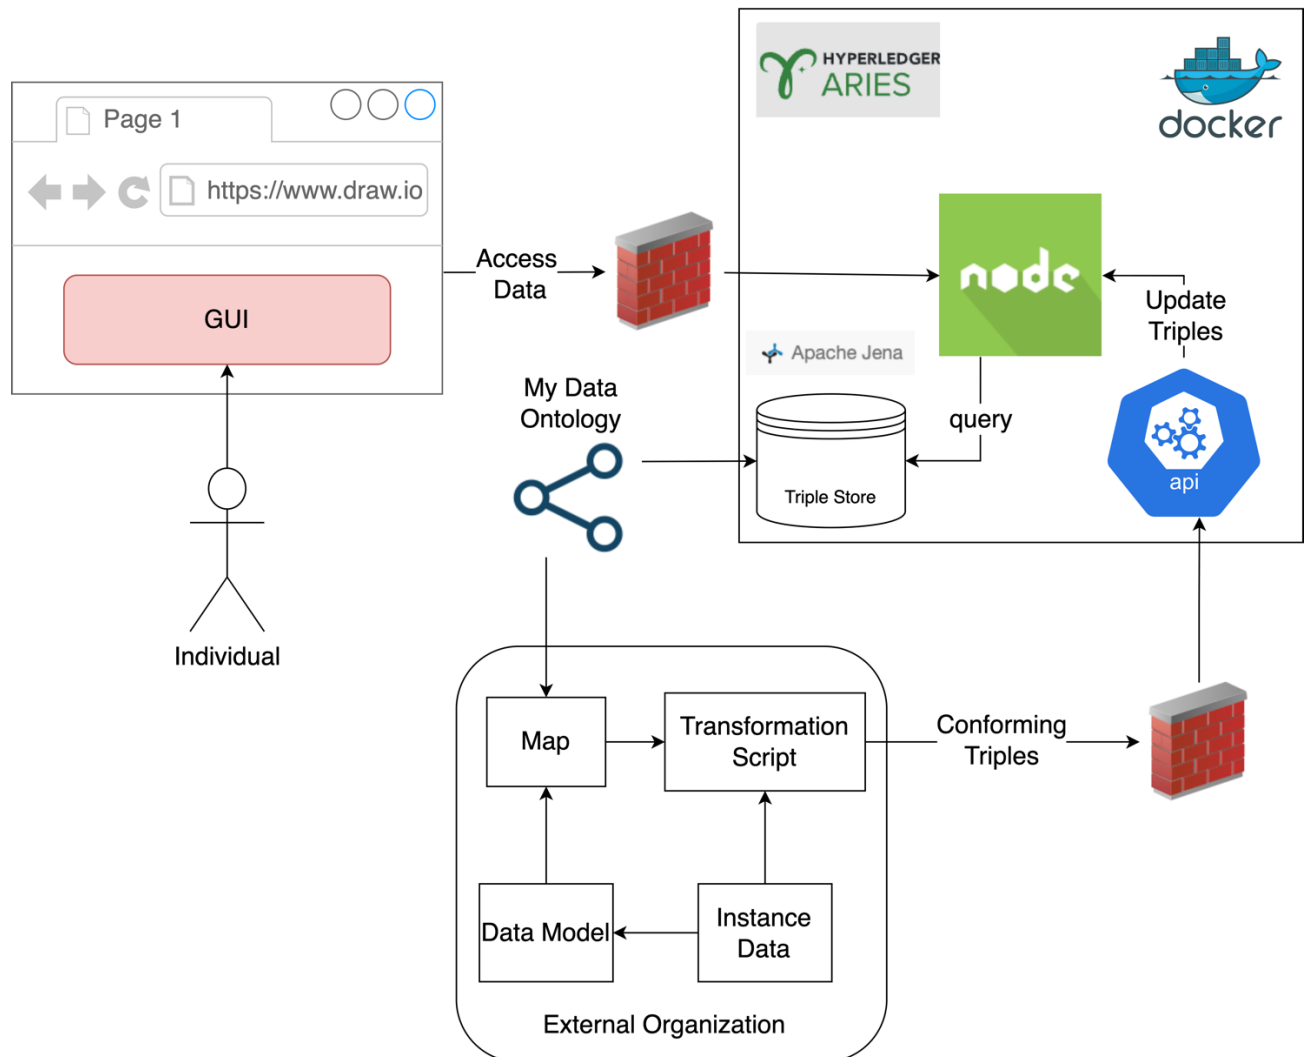 HYPERLEDGER
ARIES
docker
Page 1
https://www.draw.io
Access
Data
node
GUI
Update
Triples
Apache Jena
My Data
Ontology
query
Triple Store
api
Individual
Map
Transformation
Script
Conforming
Triples
Data Model
Instance
Data
External Organization